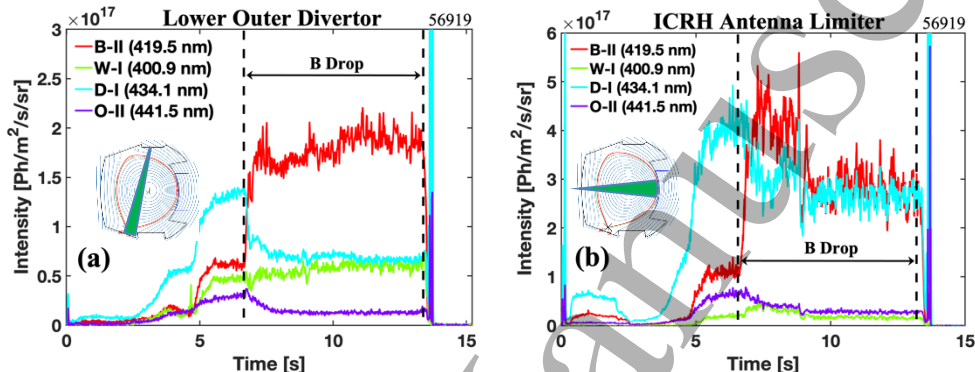 Lower Outer Divertor
×10^17
56919
B-II (419.5 nm)
W-I (400.9 nm)
D-I (434.1 nm)
O-II (441.5 nm)
B Drop
(a)
Intensity [Ph/m^2/s/sr]
3
2.5
2
1.5
1
0.5
0
0 5 10 15
Time [s]
ICRH Antenna Limiter
×10^17
56919
B-II (419.5 nm)
W-I (400.9 nm)
D-I (434.1 nm)
O-II (441.5 nm)
B Drop
(b)
Intensity [Ph/m^2/s/sr]
6
5
4
3
2
1
0
0 5 10 15
Time [s]